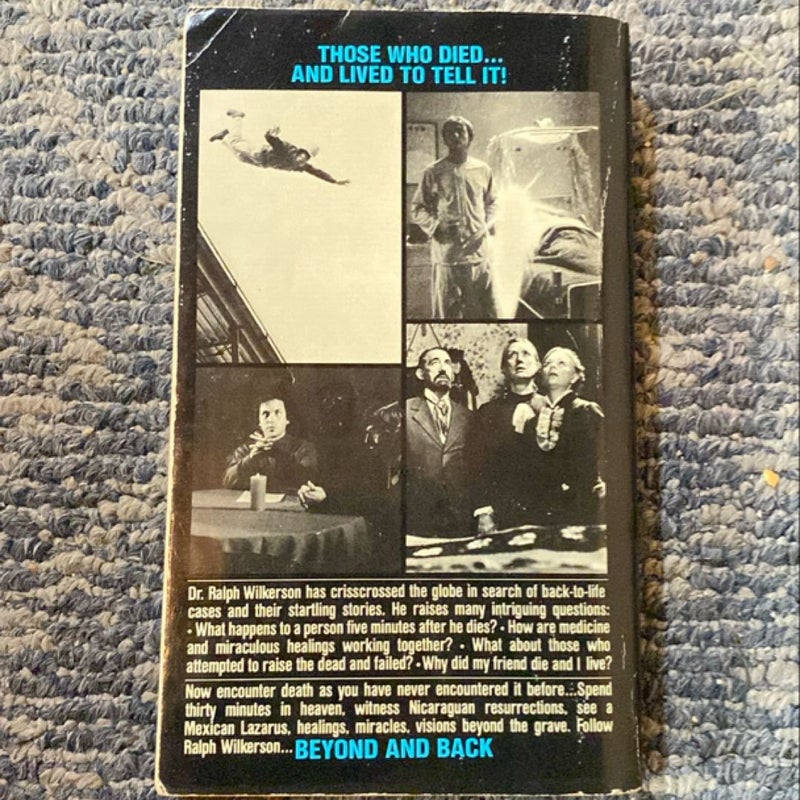 THOSE WHO DIED...
AND LIVED TO TELL IT!
Dr. Ralph Wilkerson has crisscrossed the globe in search of back-to-life
cases and their startling stories. He raises many intriguing questions:
• What happens to a person five minutes after he dies? • How are medicine
and miraculous healings working together? • What about those who
attempted to raise the dead and failed? • Why did my friend die and I live?
Now encounter death as you have never encountered it before...Spend
thirty minutes in heaven, witness Nicaraguan resurrections, see a
Mexican Lazarus, healings, miracles, visions beyond the grave. Follow
Ralph Wilkerson... BEYOND AND BACK